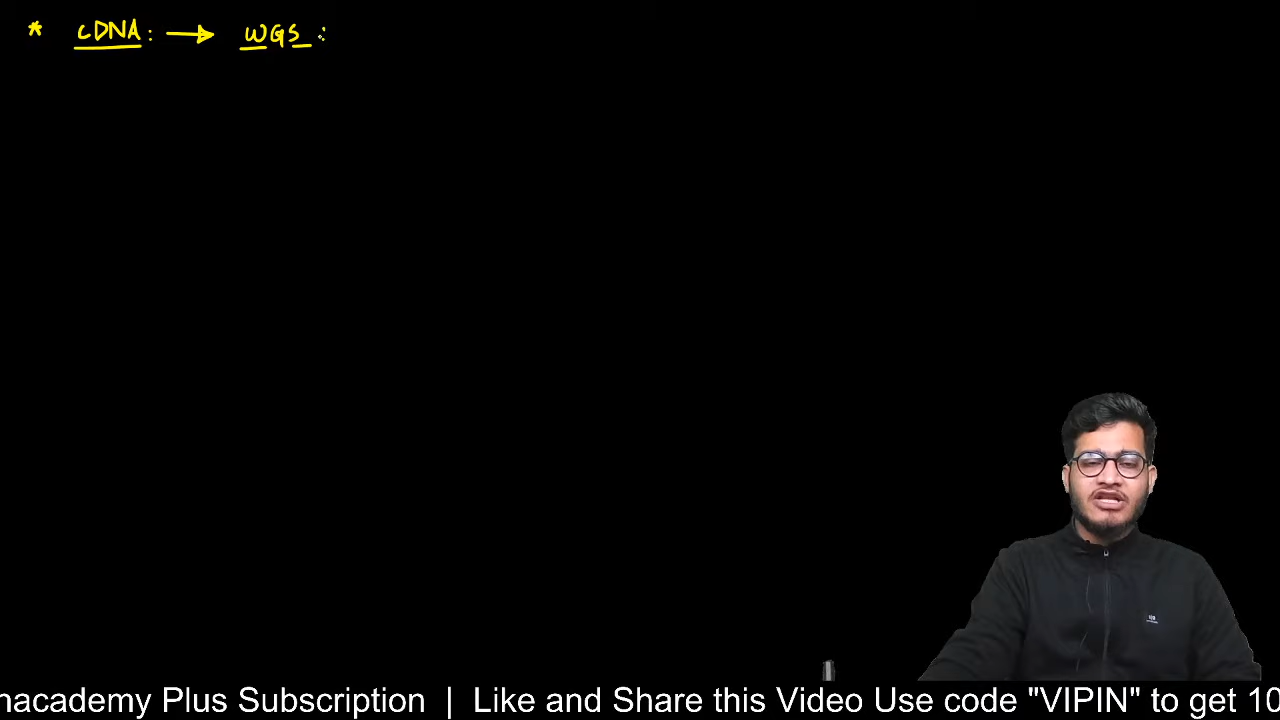 * cDNA : → WGS :
nacademy Plus Subscription | Like and Share this Video Use code "VIPIN" to get 10